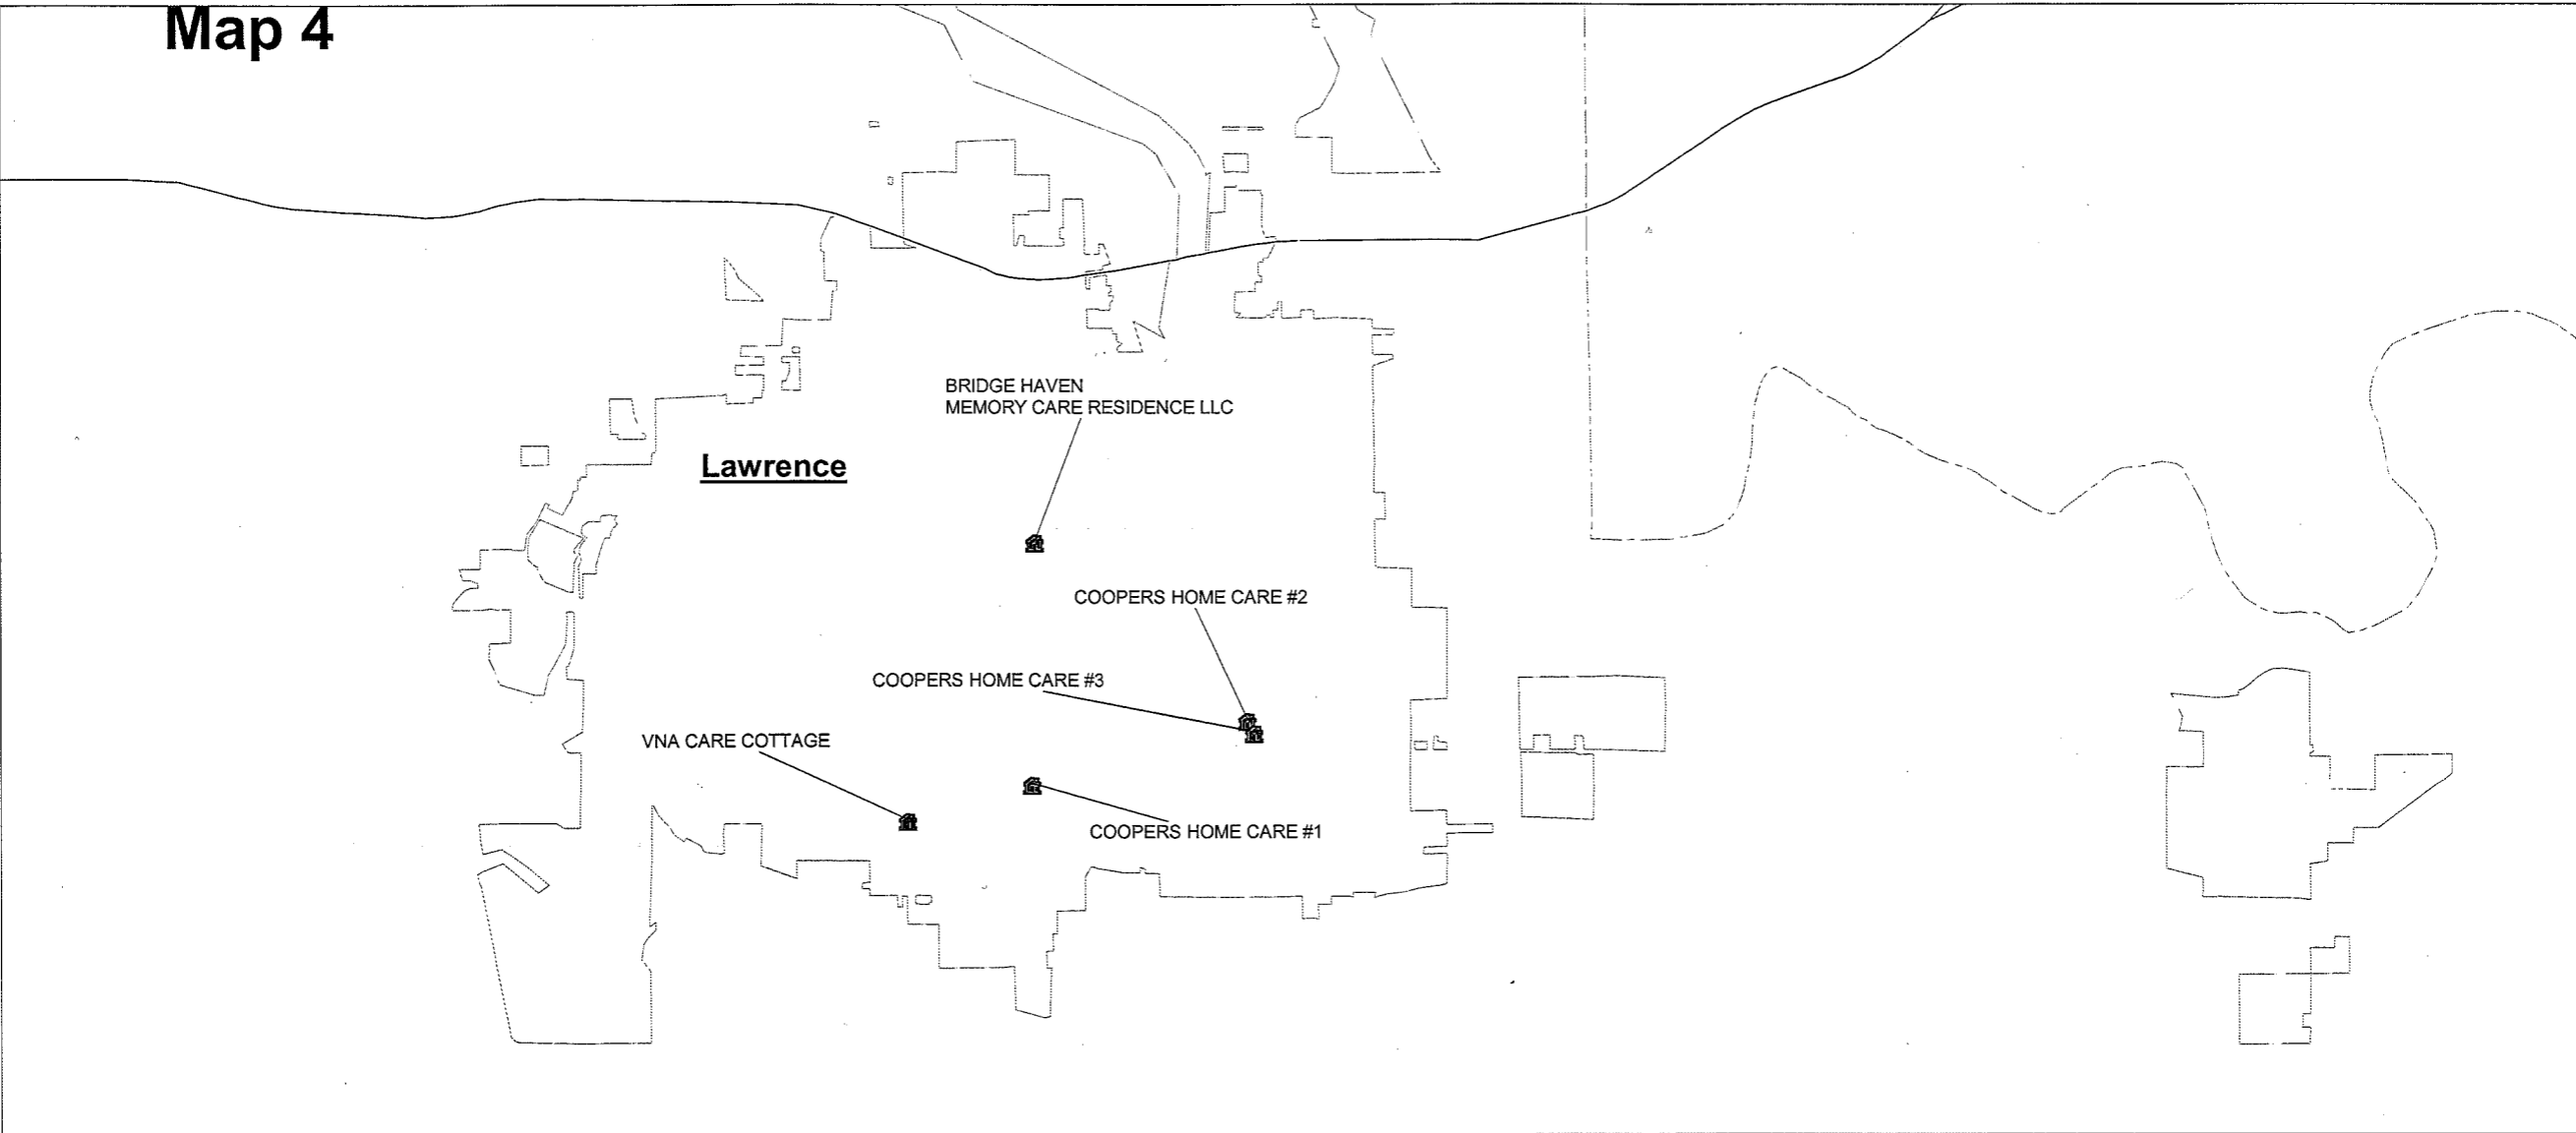 Map 4
BRIDGE HAVEN
MEMORY CARE RESIDENCE LLC
Lawrence
COOPERS HOME CARE #2
COOPERS HOME CARE #3
VNA CARE COTTAGE
COOPERS HOME CARE #1